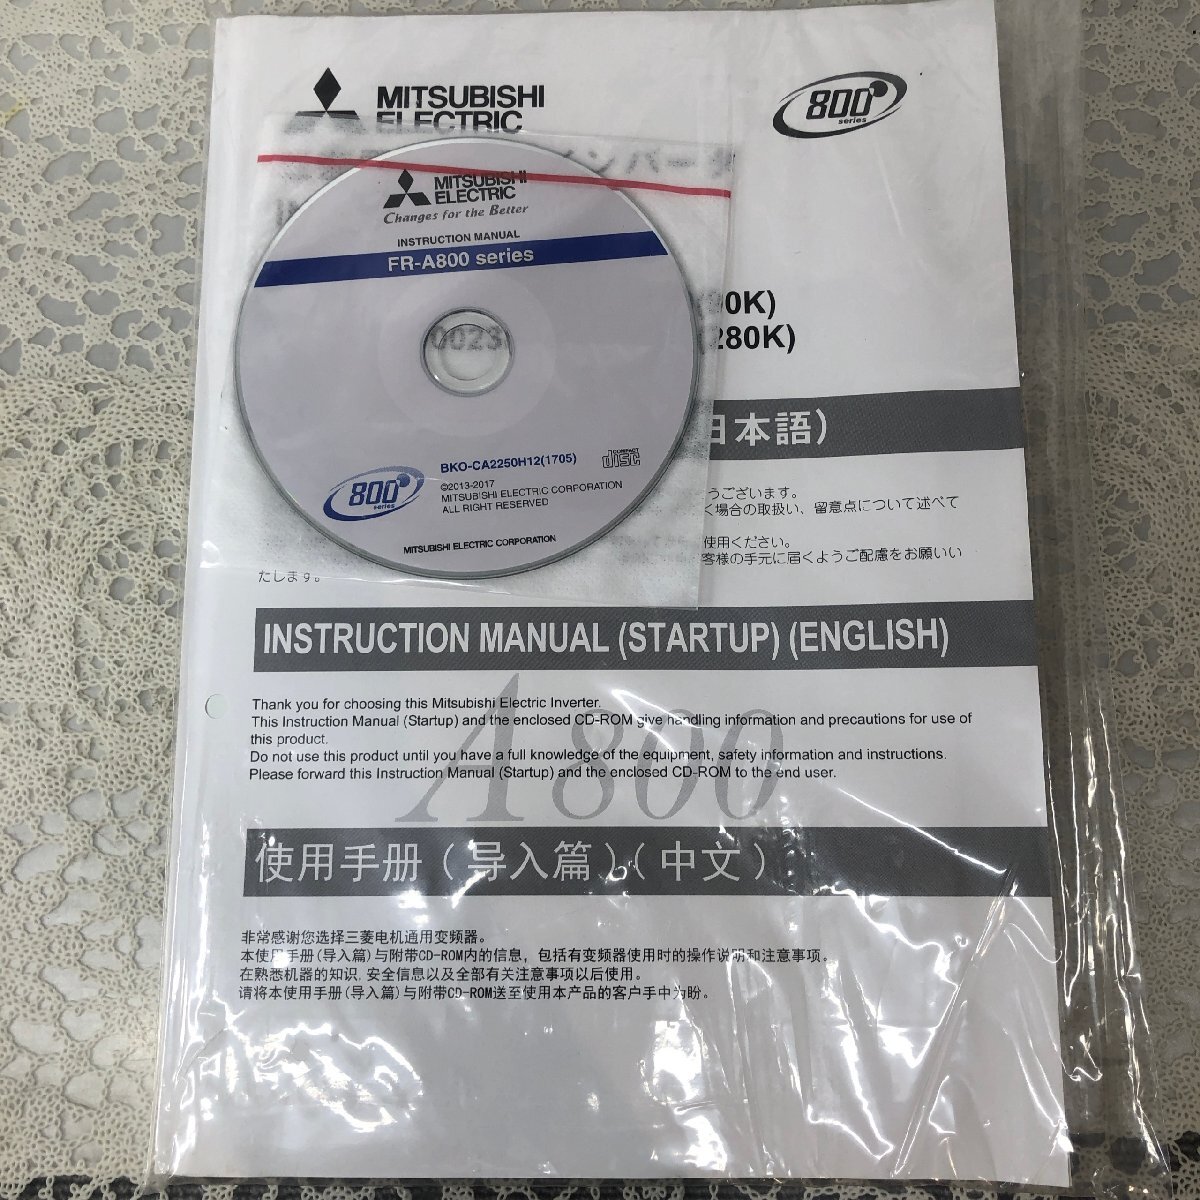 MITSUBISHI
ELECTRIC
800
series
MITSUBISHI
ELECTRIC
Changes for the Better
INSTRUCTION MANUAL
FR-A800 series
0023
90K)
280K)
日本語）
BKO-CA2250H12(1705)
COMPACT
disc
800
series
©2013-2017
MITSUBISHI ELECTRIC CORPORATION
ALL RIGHT RESERVED
MITSUBISHI ELECTRIC CORPORATION
うございます。
く場合の取扱い、留意点について述べて
使用ください。
客様の手元に届くようご配慮をお願いい
たします。
INSTRUCTION MANUAL (STARTUP) (ENGLISH)
Thank you for choosing this Mitsubishi Electric Inverter.
This Instruction Manual (Startup) and the enclosed CD-ROM give handling information and precautions for use of
this product.
Do not use this product until you have a full knowledge of the equipment, safety information and instructions.
Please forward this Instruction Manual (Startup) and the enclosed CD-ROM to the end user.
A800
使用手册（导入篇）（中文）
非常感谢您选择三菱电机通用变频器。
本使用手册(导入篇)与附带CD-ROM内的信息，包括有变频器使用时的操作说明和注意事项。
在熟悉机器的知识,安全信息以及全部有关注意事项以后使用。
请将本使用手册(导入篇)与附带CD-ROM送至使用本产品的客户手中为盼。